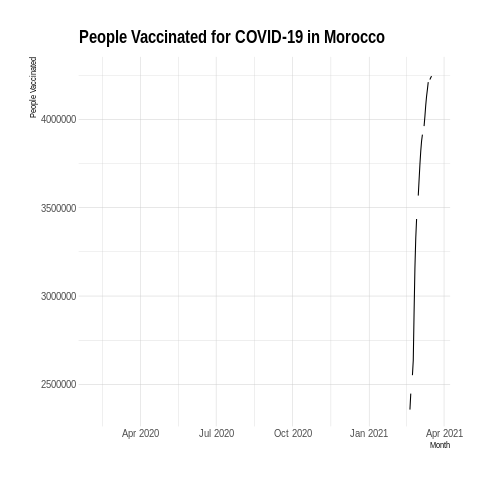 People Vaccinated for COVID-19 in Morocco
People Vaccinated
4000000
3500000
3000000
2500000
Apr 2020
Jul 2020
Oct 2020
Jan 2021
Apr 2021
Month